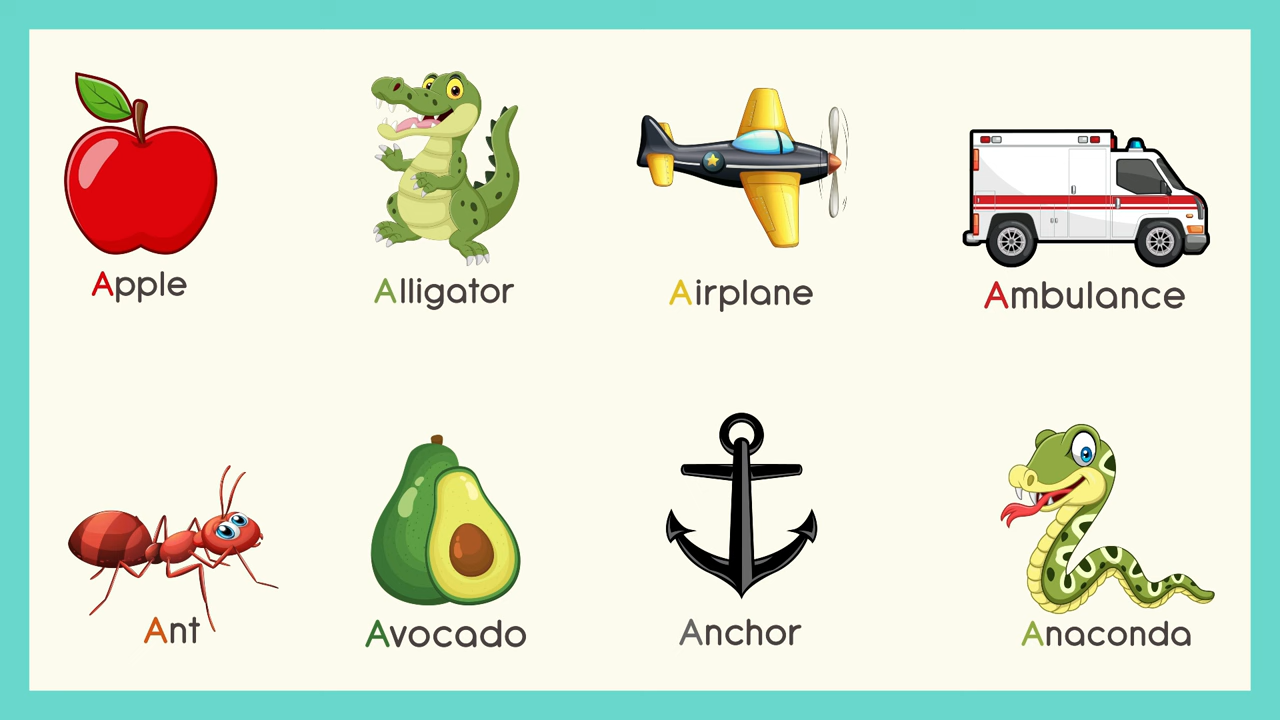 Apple
Alligator
Airplane
Ambulance
Ant
Avocado
Anchor
Anaconda